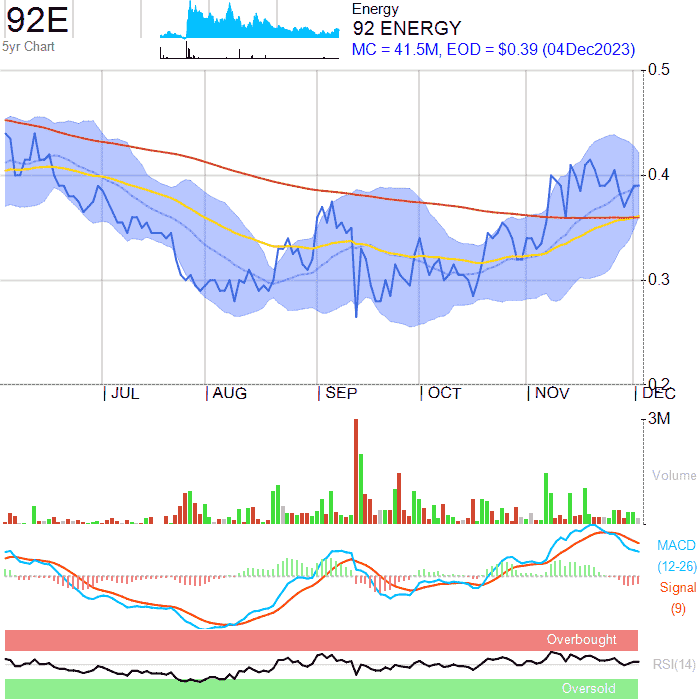 92E
5yr Chart
Energy
92 ENERGY
MC = 41.5M, EOD = $0.39 (04Dec2023)
0.5
0.4
0.3
0.2
JUL AUG SEP OCT NOV DEC
3M
Volume
MACD
(12-26)
Signal
(9)
Overbought
RSI(14)
Oversold